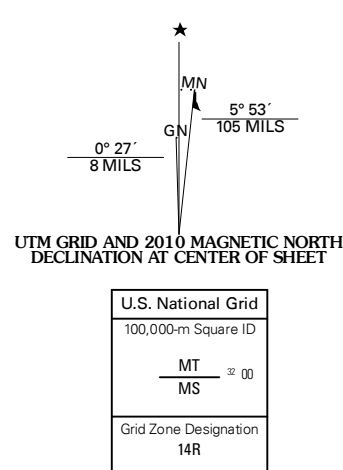 ★
MN
GN
5° 53´
105 MILS
0° 27´
8 MILS
UTM GRID AND 2010 MAGNETIC NORTH
DECLINATION AT CENTER OF SHEET
U.S. National Grid
100,000-m Square ID
MT
32 00
MS
Grid Zone Designation
14R